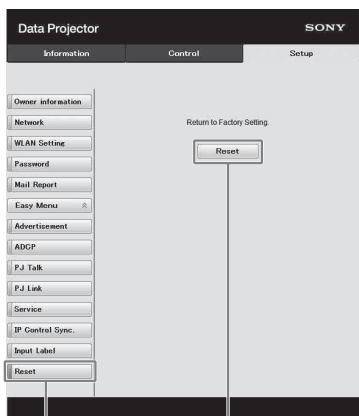 Data Projector
SONY
Information Control Setup
Owner information
Network
WLAN Setting
Password
Mail Report
Easy Menu
Advertisement
ADCP
PJ Talk
PJ Link
Service
IP Control Sync.
Input Label
Reset
Return to Factory Setting.
Reset